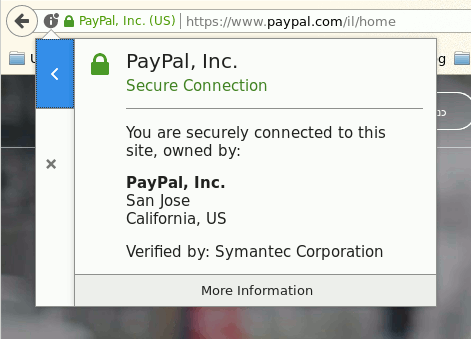 PayPal, Inc. (US) https://www.paypal.com/il/home
PayPal, Inc.
Secure Connection
You are securely connected to this
site, owned by:
PayPal, Inc.
San Jose
California, US
Verified by: Symantec Corporation
More Information